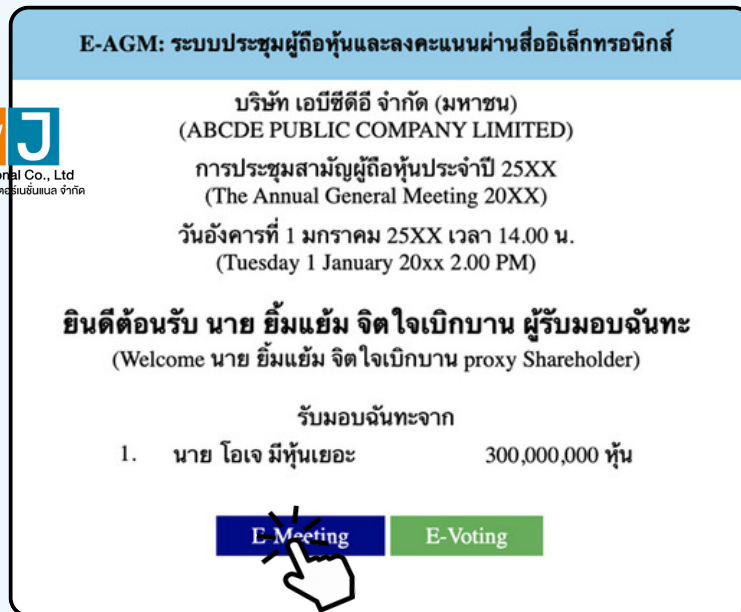 E-AGM: ระบบประชุมผู้ถือหุ้นและลงคะแนนผ่านสื่ออิเล็กทรอนิกส์
บริษัท เอบีซีดีอี จำกัด (มหาชน)
(ABCDE PUBLIC COMPANY LIMITED)
J
Co., Ltd
จำกัด
การประชุมสามัญผู้ถือหุ้นประจำปี 25XX
(The Annual General Meeting 20XX)
วันอังคารที่ 1 มกราคม 25XX เวลา 14.00 น.
(Tuesday 1 January 20xx 2.00 PM)
ยินดีต้อนรับ นาย ยิ้มแย้ม จิตใจเบิกบาน ผู้รับมอบฉันทะ
(Welcome นาย ยิ้มแย้ม จิตใจเบิกบาน proxy Shareholder)
รับมอบฉันทะจาก
1. นาย โอเจ มีหุ้นเยอะ 300,000,000 หุ้น
E-Meeting E-Voting